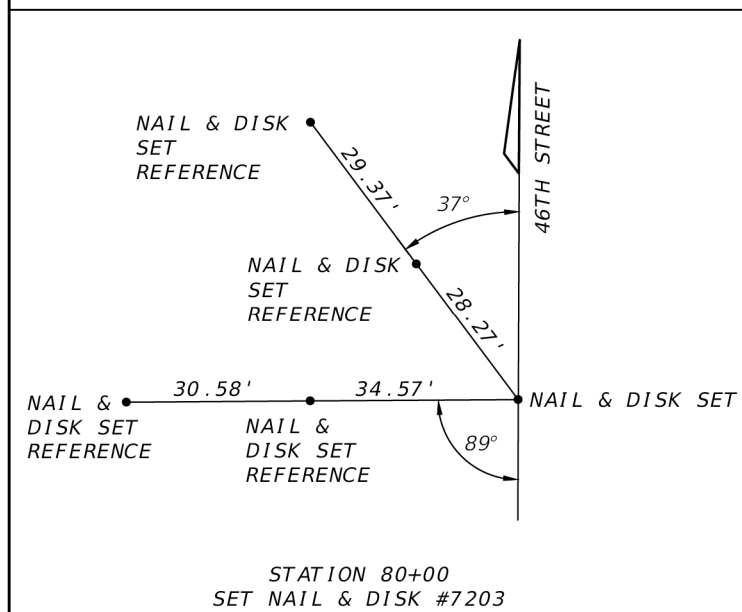 NAIL & DISK
SET
REFERENCE
29.37'
46TH STREET
37°
NAIL & DISK
SET
REFERENCE
28.27'
30.58'
34.57'
NAIL & DISK SET
NAIL &
DISK SET
REFERENCE
NAIL &
DISK SET
REFERENCE
89°
STATION 80+00
SET NAIL & DISK #7203